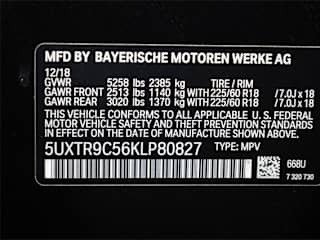 MFD BY BAYERISCHE MOTOREN WERKE AG
12/18
GVWR 5258 lbs 2385 kg TIRE / RIM
GAWR FRONT 2513 lbs 1140 kg WITH 225/60 R18 /7.0J x 18
GAWR REAR 3020 lbs 1370 kg WITH 225/60 R18 /7.0J x 18
THIS VEHICLE CONFORMS TO ALL APPLICABLE U. S. FEDERAL
MOTOR VEHICLE SAFETY AND THEFT PREVENTION STANDARDS
IN EFFECT ON THE DATE OF MANUFACTURE SHOWN ABOVE.
5UXTR9C56KLP80827 TYPE: MPV
668U
7 320 730